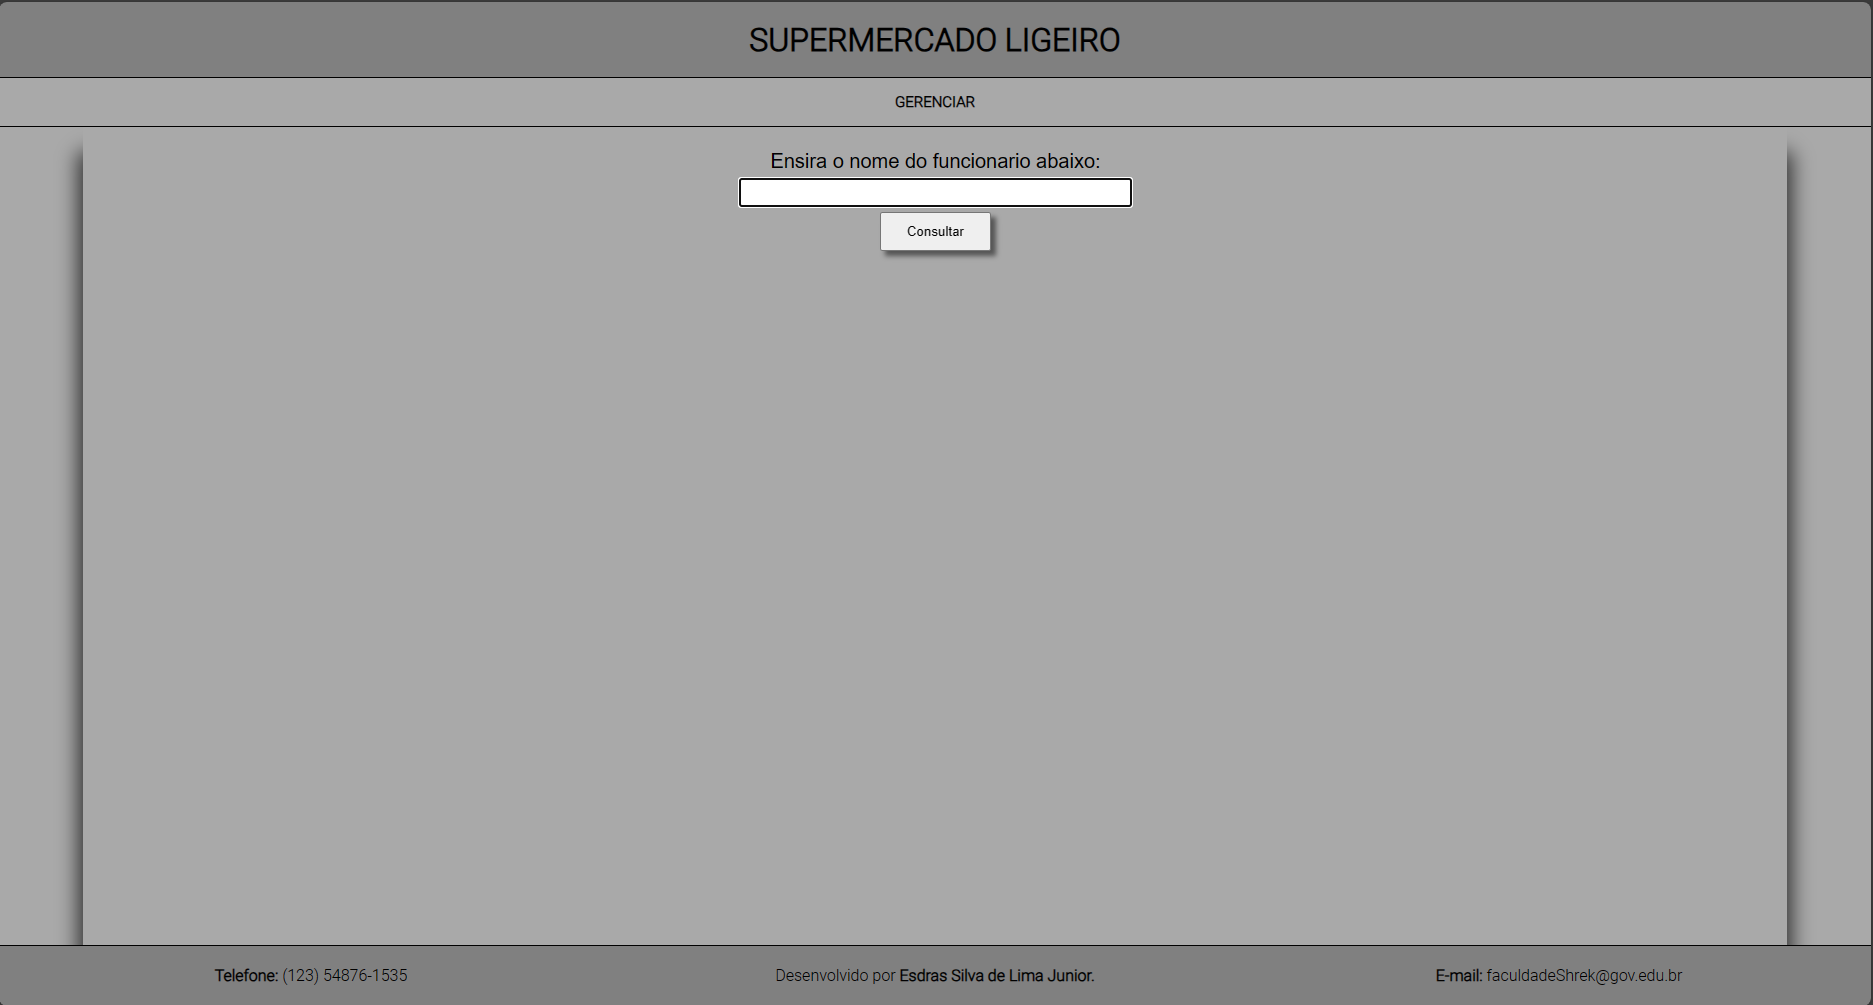 SUPERMERCADO LIGEIRO
GERENCIAR
Ensira o nome do funcionario abaixo:
Consultar
Telefone: (123) 54876-1535
Desenvolvido por Esdras Silva de Lima Junior.
E-mail: faculdadeShrek@gov.edu.br